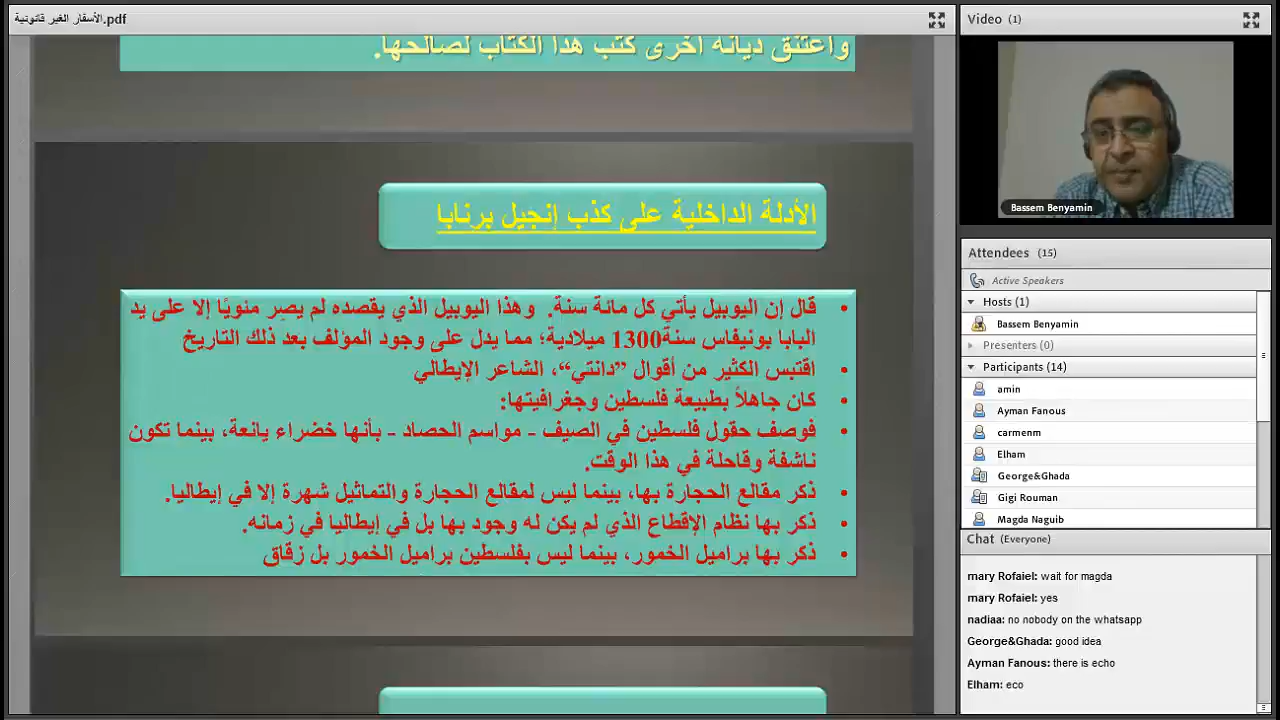 الأسفار الغير قانونية.pdf
واعتنق ديانة أخرى كتب هذا الكتاب لصالحها.
الأدلة الداخلية على كذب إنجيل برنابا
• قال إن اليوبيل يأتي كل مائة سنة. وهذا اليوبيل الذي يقصده لم يصِر مئويًا إلا على يد
البابا بونيفاس سنة1300 ميلادية؛ مما يدل على وجود المؤلف بعد ذلك التاريخ
• اقتبس الكثير من أقوال ”دانتي“، الشاعر الإيطالي
• كان جاهلاً بطبيعة فلسطين وجغرافيتها:
• فوصف حقول فلسطين في الصيف - مواسم الحصاد - بأنها خضراء يانعة، بينما تكون
ناشفة وقاحلة في هذا الوقت.
• ذكر مقالع الحجارة بها، بينما ليس لمقالع الحجارة والتماثيل شهرة إلا في إيطاليا.
• ذكر بها نظام الإقطاع الذي لم يكن له وجود بها بل في إيطاليا في زمانه.
• ذكر بها براميل الخمور، بينما ليس بفلسطين براميل الخمور بل زقاق
Video (1)
Bassem Benyamin
Attendees (15)
Active Speakers
Hosts (1)
Bassem Benyamin
Presenters (0)
Participants (14)
amin
Ayman Fanous
carmenm
Elham
George&Ghada
Gigi Rouman
Magda Naguib
Chat (Everyone)
mary Rofaiel: wait for magda
mary Rofaiel: yes
nadiaa: no nobody on the whatsapp
George&Ghada: good idea
Ayman Fanous: there is echo
Elham: eco